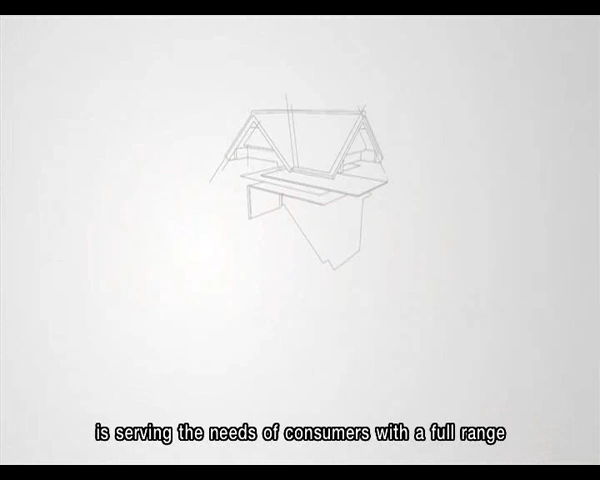 is serving the needs of consumers with a full range